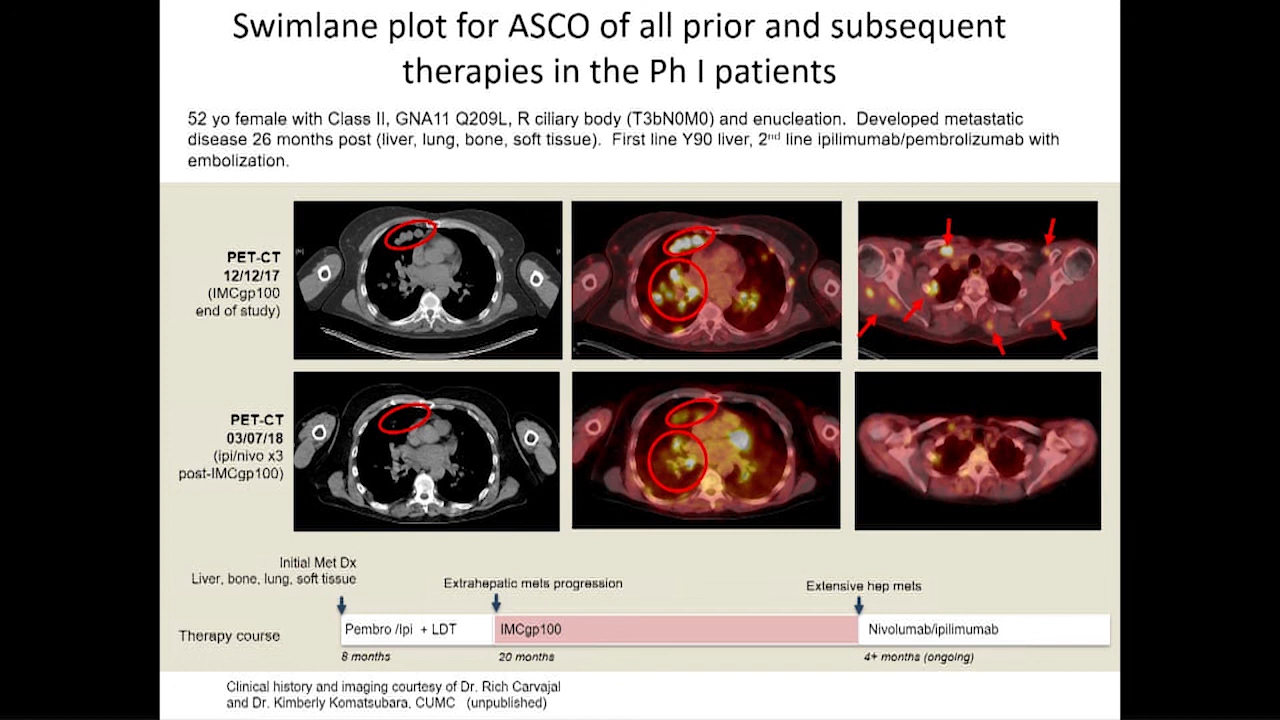 Swimlane plot for ASCO of all prior and subsequent
therapies in the Ph I patients
52 yo female with Class II, GNA11 Q209L, R ciliary body (T3bN0M0) and enucleation. Developed metastatic
disease 26 months post (liver, lung, bone, soft tissue). First line Y90 liver, 2nd line ipilimumab/pembrolizumab with
embolization.
PET-CT
12/12/17
(IMCgp100
end of study)
PET-CT
03/07/18
(ipi/nivo x3
post-IMCgp100)
Initial Met Dx
Liver, bone, lung, soft tissue
Extrahepatic mets progression
Extensive hep mets
Therapy course
Pembro /Ipi + LDT
IMCgp100
Nivolumab/ipilimumab
8 months
20 months
4+ months (ongoing)
Clinical history and imaging courtesy of Dr. Rich Carvajal
and Dr. Kimberly Komatsubara, CUMC (unpublished)